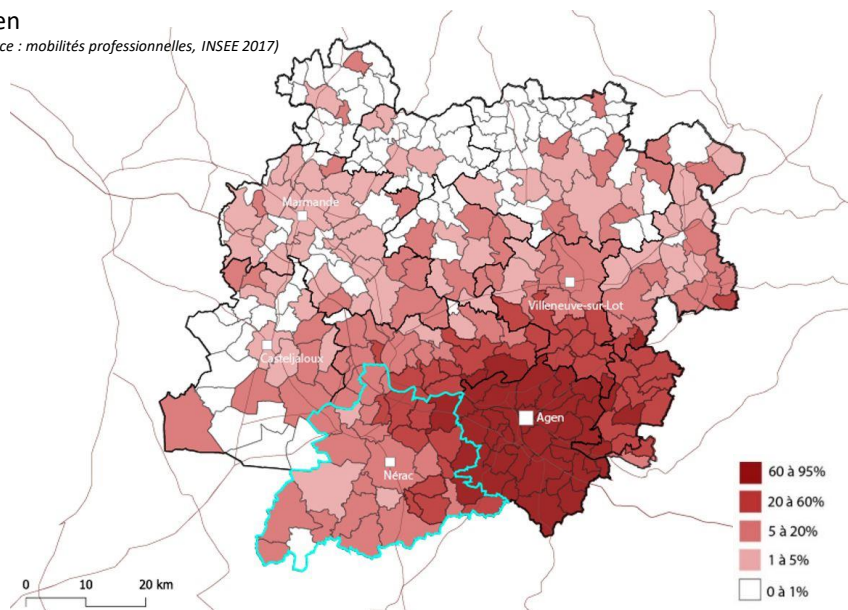 en
ce : mobilités professionnelles, INSEE 2017)
Marmande
Villeneuve-sur-Lot
Casteljaloux
Agen
Nérac
60 à 95%
20 à 60%
5 à 20%
1 à 5%
0 à 1%
0 10 20 km